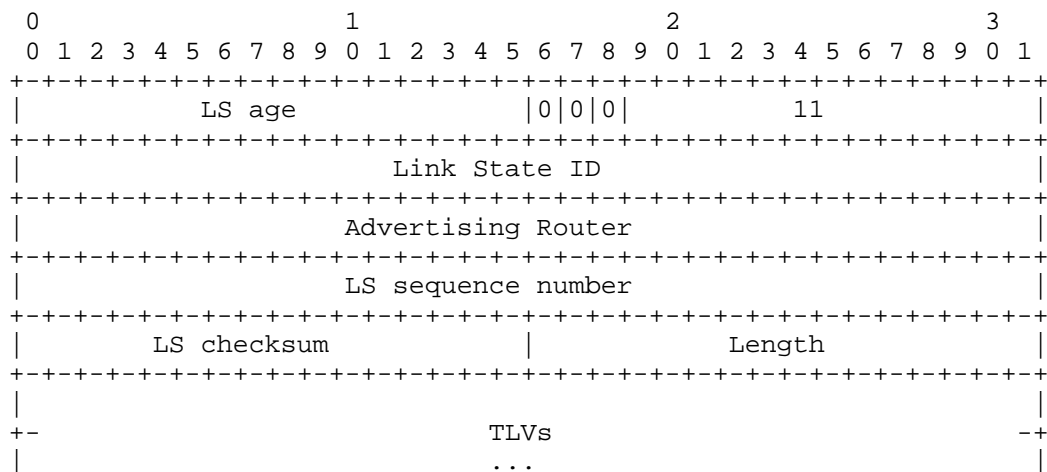 0                   1                   2                   3
 0 1 2 3 4 5 6 7 8 9 0 1 2 3 4 5 6 7 8 9 0 1 2 3 4 5 6 7 8 9 0 1
+-+-+-+-+-+-+-+-+-+-+-+-+-+-+-+-+-+-+-+-+-+-+-+-+-+-+-+-+-+-+-+-+
|           LS age              |0|0|0|          11             |
+-+-+-+-+-+-+-+-+-+-+-+-+-+-+-+-+-+-+-+-+-+-+-+-+-+-+-+-+-+-+-+-+
|                       Link State ID                           |
+-+-+-+-+-+-+-+-+-+-+-+-+-+-+-+-+-+-+-+-+-+-+-+-+-+-+-+-+-+-+-+-+
|                    Advertising Router                         |
+-+-+-+-+-+-+-+-+-+-+-+-+-+-+-+-+-+-+-+-+-+-+-+-+-+-+-+-+-+-+-+-+
|                    LS sequence number                         |
+-+-+-+-+-+-+-+-+-+-+-+-+-+-+-+-+-+-+-+-+-+-+-+-+-+-+-+-+-+-+-+-+
|        LS checksum            |            Length             |
+-+-+-+-+-+-+-+-+-+-+-+-+-+-+-+-+-+-+-+-+-+-+-+-+-+-+-+-+-+-+-+-+
|                                                               |
+-                            TLVs                             -+
|                             ...                               |